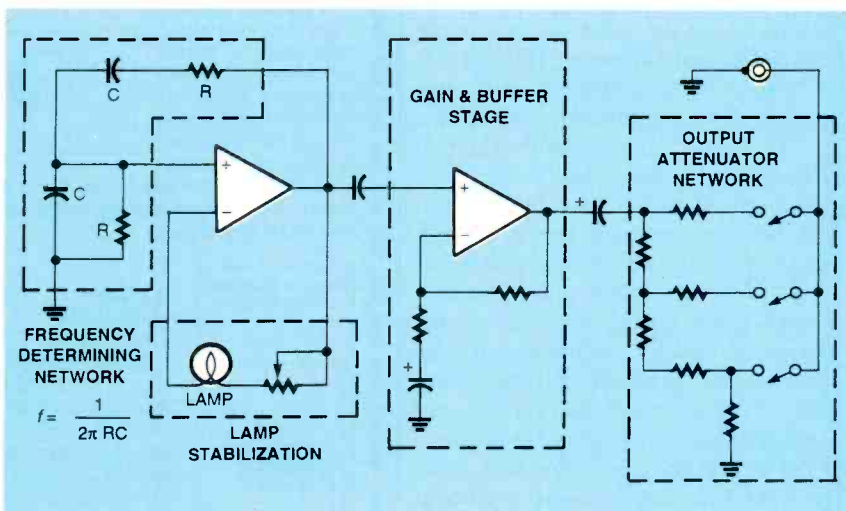 C
R
C
R
+
−
FREQUENCY
DETERMINING
NETWORK
f = 1
2π RC
LAMP
LAMP
STABILIZATION
GAIN & BUFFER
STAGE
+
−
+
+
OUTPUT
ATTENUATOR
NETWORK